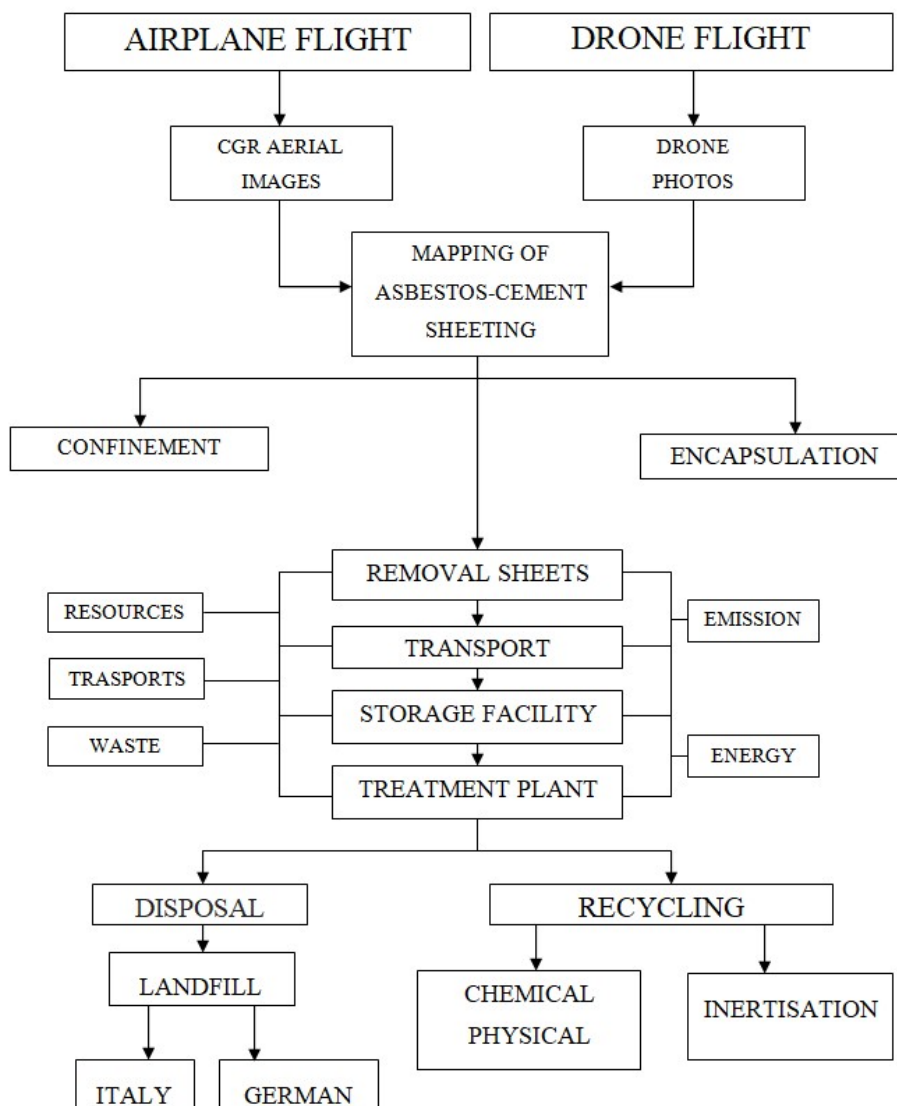 AIRPLANE FLIGHT
DRONE FLIGHT
CGR AERIAL
IMAGES
DRONE
PHOTOS
MAPPING OF
ASBESTOS-CEMENT
SHEETING
CONFINEMENT
ENCAPSULATION
REMOVAL SHEETS
RESOURCES
EMISSION
TRANSPORT
TRASPORTS
STORAGE FACILITY
WASTE
ENERGY
TREATMENT PLANT
DISPOSAL
RECYCLING
LANDFILL
CHEMICAL
PHYSICAL
INERTISATION
ITALY
GERMAN